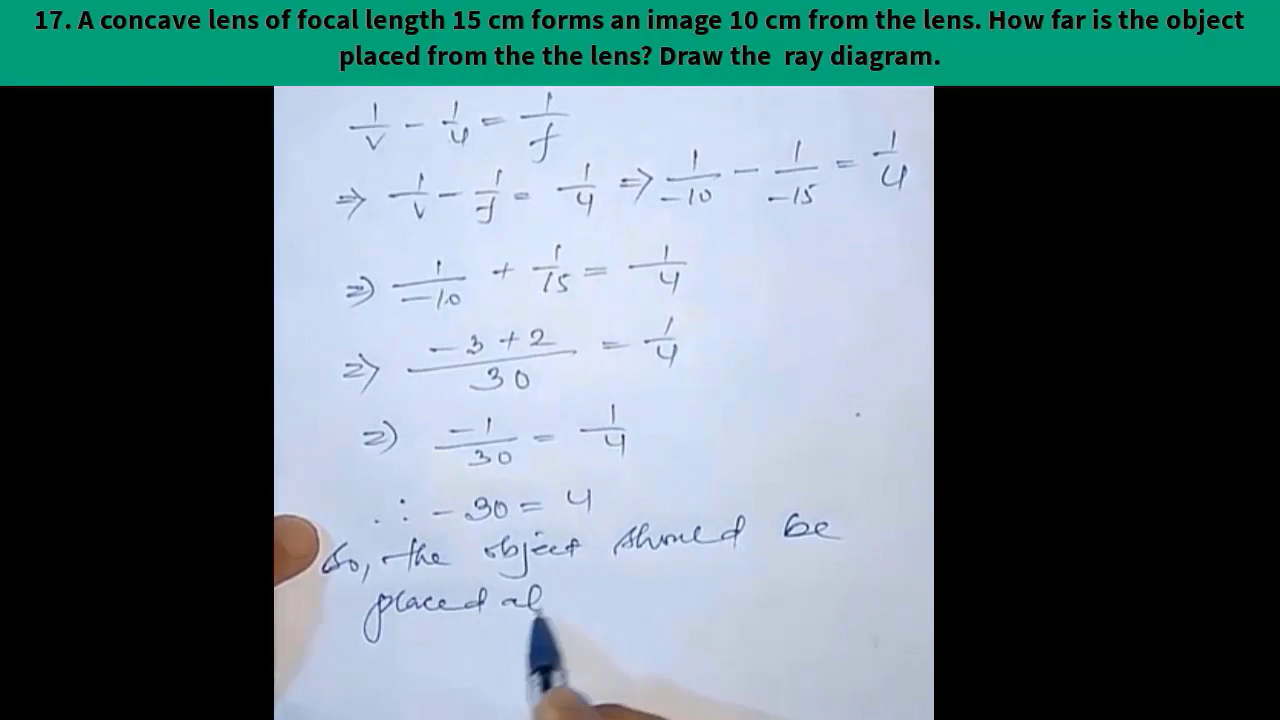 17. A concave lens of focal length 15 cm forms an image 10 cm from the lens. How far is the object
placed from the the lens? Draw the ray diagram.
1/v - 1/u = 1/f
⇒ 1/v - 1/f = 1/u ⇒ 1/-10 - 1/-15 = 1/u
⇒ 1/-10 + 1/15 = 1/u
⇒ -3+2/30 = 1/u
⇒ -1/30 = 1/u
∴ -30 = u
So, the object should be
placed at